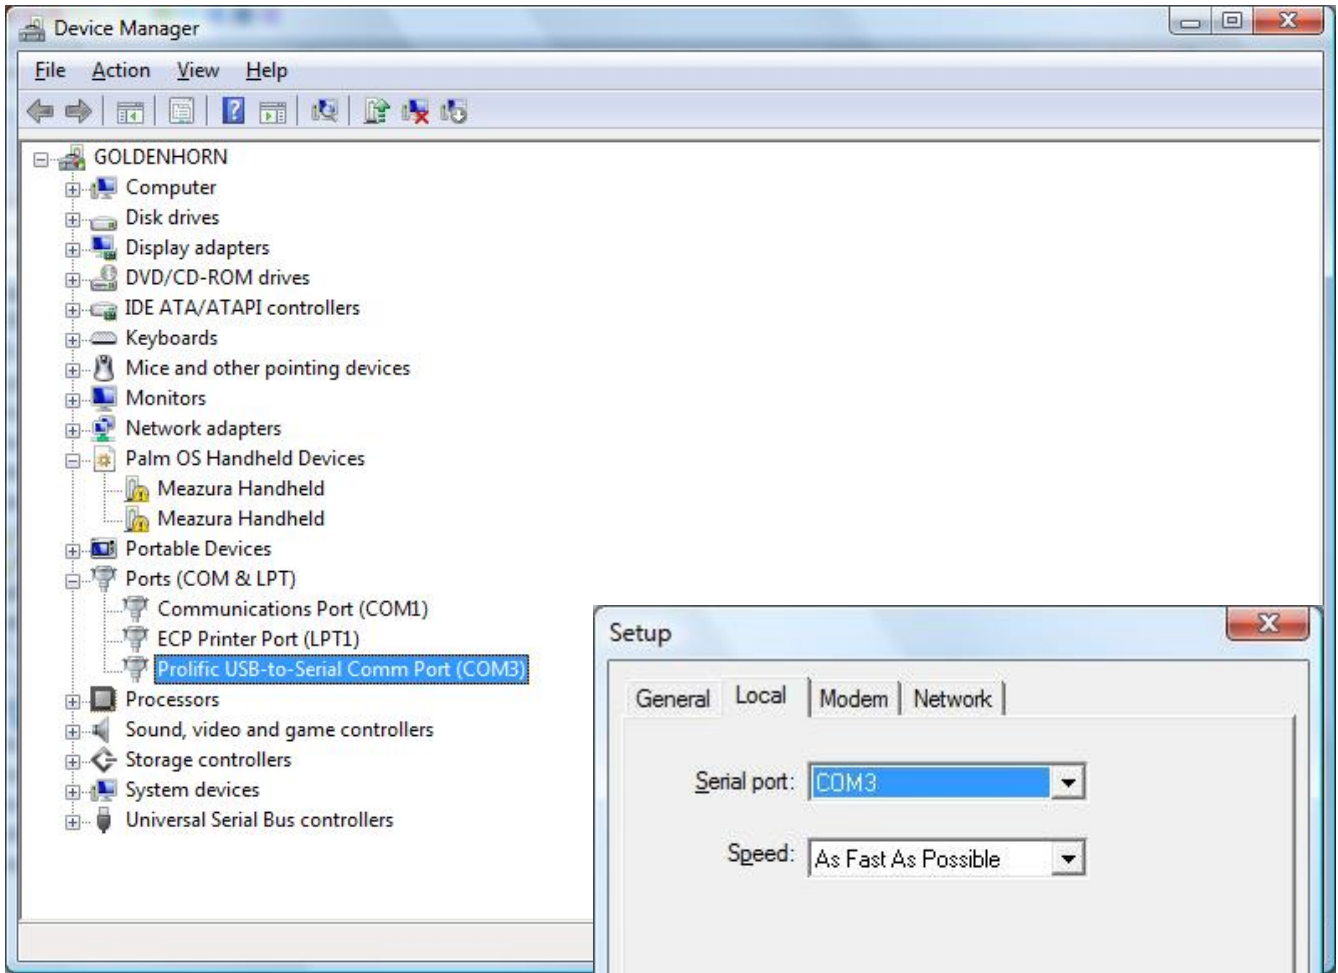 Device Manager
File Action View Help
GOLDENHORN
Computer
Disk drives
Display adapters
DVD/CD-ROM drives
IDE ATA/ATAPI controllers
Keyboards
Mice and other pointing devices
Monitors
Network adapters
Palm OS Handheld Devices
Meazura Handheld
Meazura Handheld
Portable Devices
Ports (COM & LPT)
Communications Port (COM1)
ECP Printer Port (LPT1)
Prolific USB-to-Serial Comm Port (COM3)
Processors
Sound, video and game controllers
Storage controllers
System devices
Universal Serial Bus controllers
Setup
General Local Modem Network
Serial port: COM3
Speed: As Fast As Possible